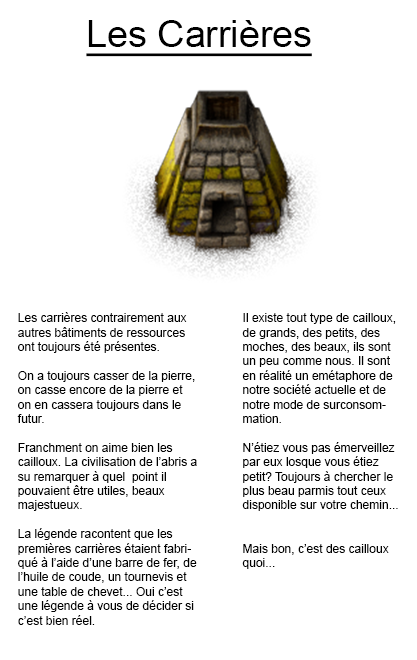 Les Carrières
Les carrières contrairement aux
autres bâtiments de ressources
ont toujours été présentes.
On a toujours casser de la pierre,
on casse encore de la pierre et
on en cassera toujours dans le
futur.
Franchment on aime bien les
cailloux. La civilisation de l'abris a
su remarquer à quel  point il
pouvaient être utiles, beaux
majestueux.
La légende racontent que les
premières carrières étaient fabri-
qué à l'aide d'une barre de fer, de
l'huile de coude, un tournevis et
une table de chevet... Oui c'est
une légende à vous de décider si
c'est bien réel.
Il existe tout type de cailloux,
de grands, des petits, des
moches, des beaux, ils sont
un peu comme nous. Il sont
en réalité un emétaphore de
notre société actuelle et de
notre mode de surconsom-
mation.
N'étiez vous pas émerveillez
par eux losque vous étiez
petit? Toujours à chercher le
plus beau parmis tout ceux
disponible sur votre chemin...
Mais bon, c'est des cailloux
quoi...